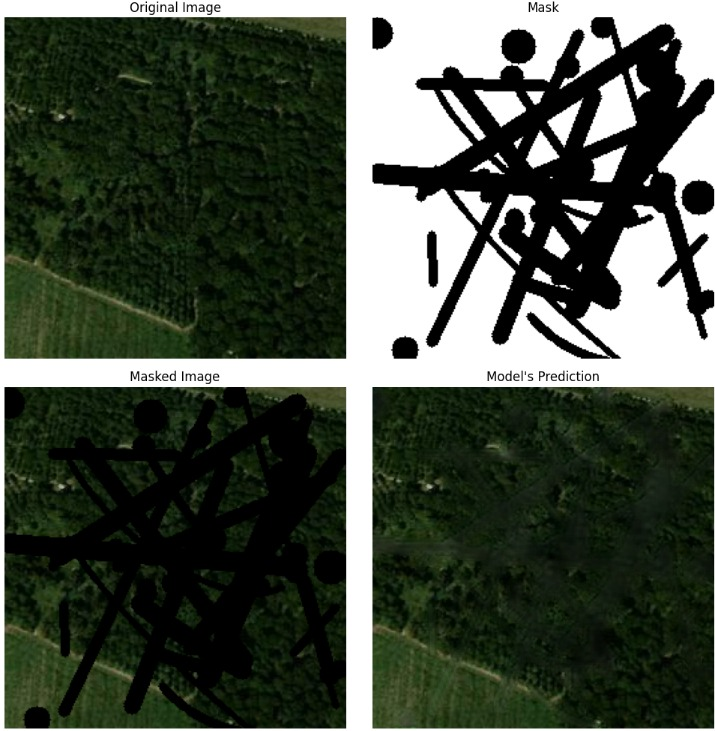 Original Image
Mask
Masked Image
Model's Prediction